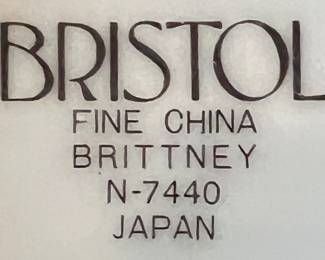 BRISTOL
FINE CHINA
BRITTNEY
N-7440
JAPAN